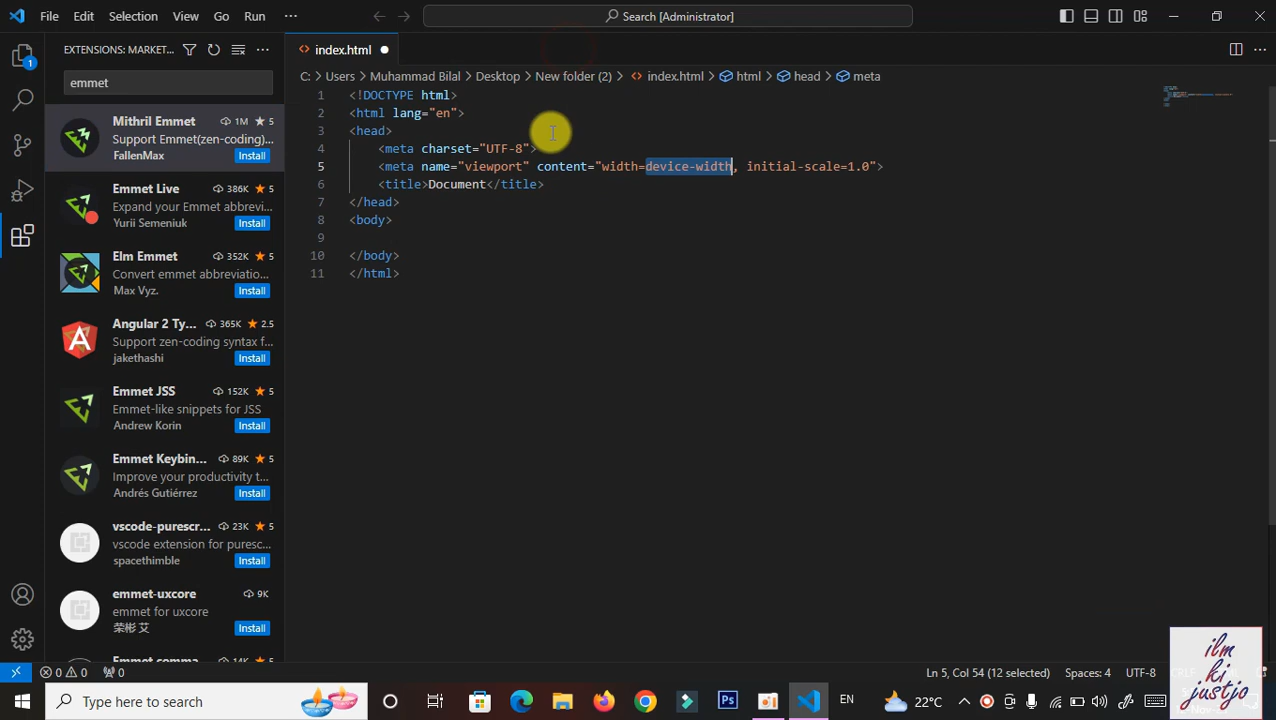 File Edit Selection View Go Run ··· Search [Administrator]
EXTENSIONS: MARKET...
emmet
Mithril Emmet 1M 5
Support Emmet(zen-coding)...
FallenMax Install
Emmet Live 386K 5
Expand your Emmet abbrevi...
Yurii Semeniuk Install
Elm Emmet 352K 5
Convert emmet abbreviatio...
Max Vyz. Install
Angular 2 Ty... 365K 2.5
Support zen-coding syntax f...
jakethashi Install
Emmet JSS 152K 5
Emmet-like snippets for JSS
Andrew Korin Install
Emmet Keybin... 89K 5
Improve your productivity t...
Andrés Gutiérrez Install
vscode-purescr... 23K 5
vscode extension for puresc...
spacethimble Install
emmet-uxcore 9K
emmet for uxcore
荣彬 艾 Install
index.html
C: > Users > Muhammad Bilal > Desktop > New folder (2) > index.html > html > head > meta
1 <!DOCTYPE html>
2 <html lang="en">
3 <head>
4 <meta charset="UTF-8">
5 <meta name="viewport" content="width=device-width, initial-scale=1.0">
6 <title>Document</title>
7 </head>
8 <body>
9
10 </body>
11 </html>
0 0 0 Ln 5, Col 54 (12 selected) Spaces: 4 UTF-8
Type here to search EN 22°C
ilm
ki
justjo